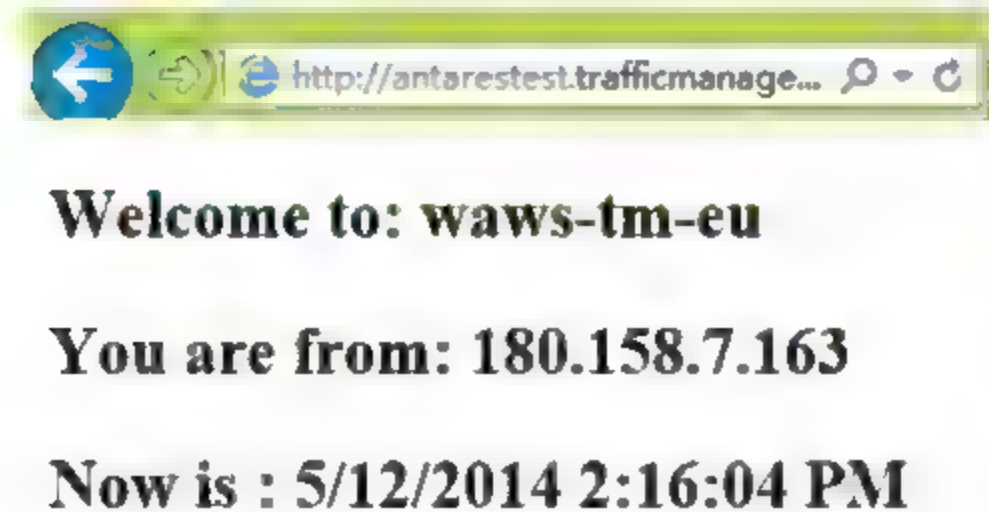 http://antarestest.trafficmanage...
Welcome to: waws-tm-eu
You are from: 180.158.7.163
Now is : 5/12/2014 2:16:04 PM